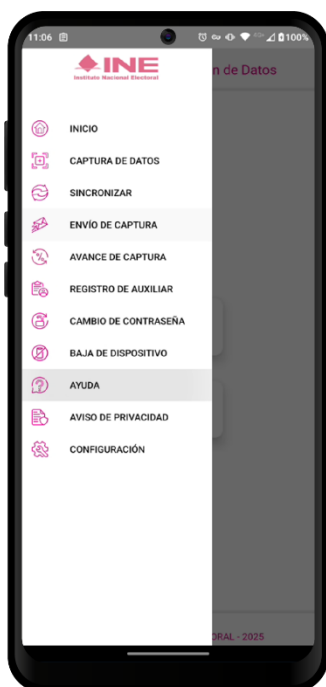 11:06 100%
INE
Instituto Nacional Electoral
n de Datos
INICIO
CAPTURA DE DATOS
SINCRONIZAR
ENVÍO DE CAPTURA
AVANCE DE CAPTURA
REGISTRO DE AUXILIAR
CAMBIO DE CONTRASEÑA
BAJA DE DISPOSITIVO
AYUDA
AVISO DE PRIVACIDAD
CONFIGURACIÓN
ORAL - 2025